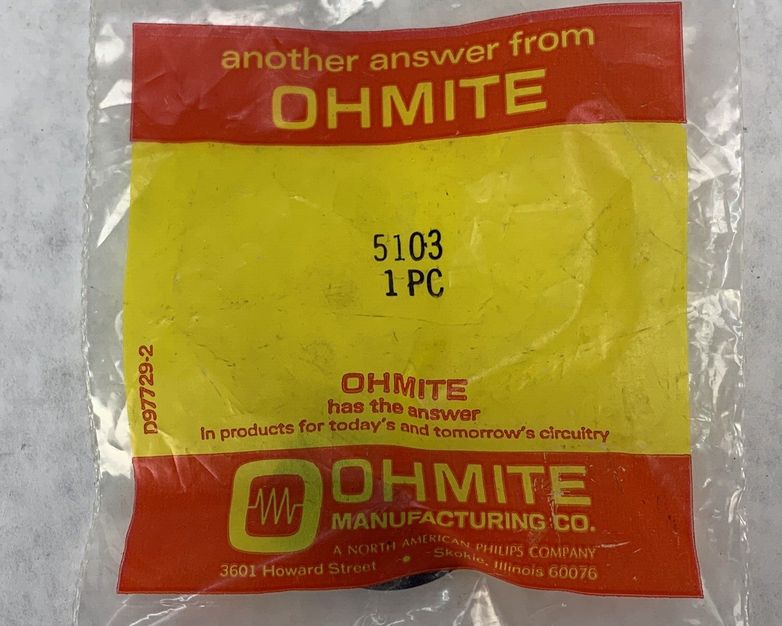 another answer from
OHMITE
5103
1 PC
D97729-2
OHMITE
has the answer
in products for today's and tomorrow's circuitry
OHMITE
MANUFACTURING CO.
A NORTH AMERICAN PHILIPS COMPANY
3601 Howard Street • Skokie, Illinois 60076